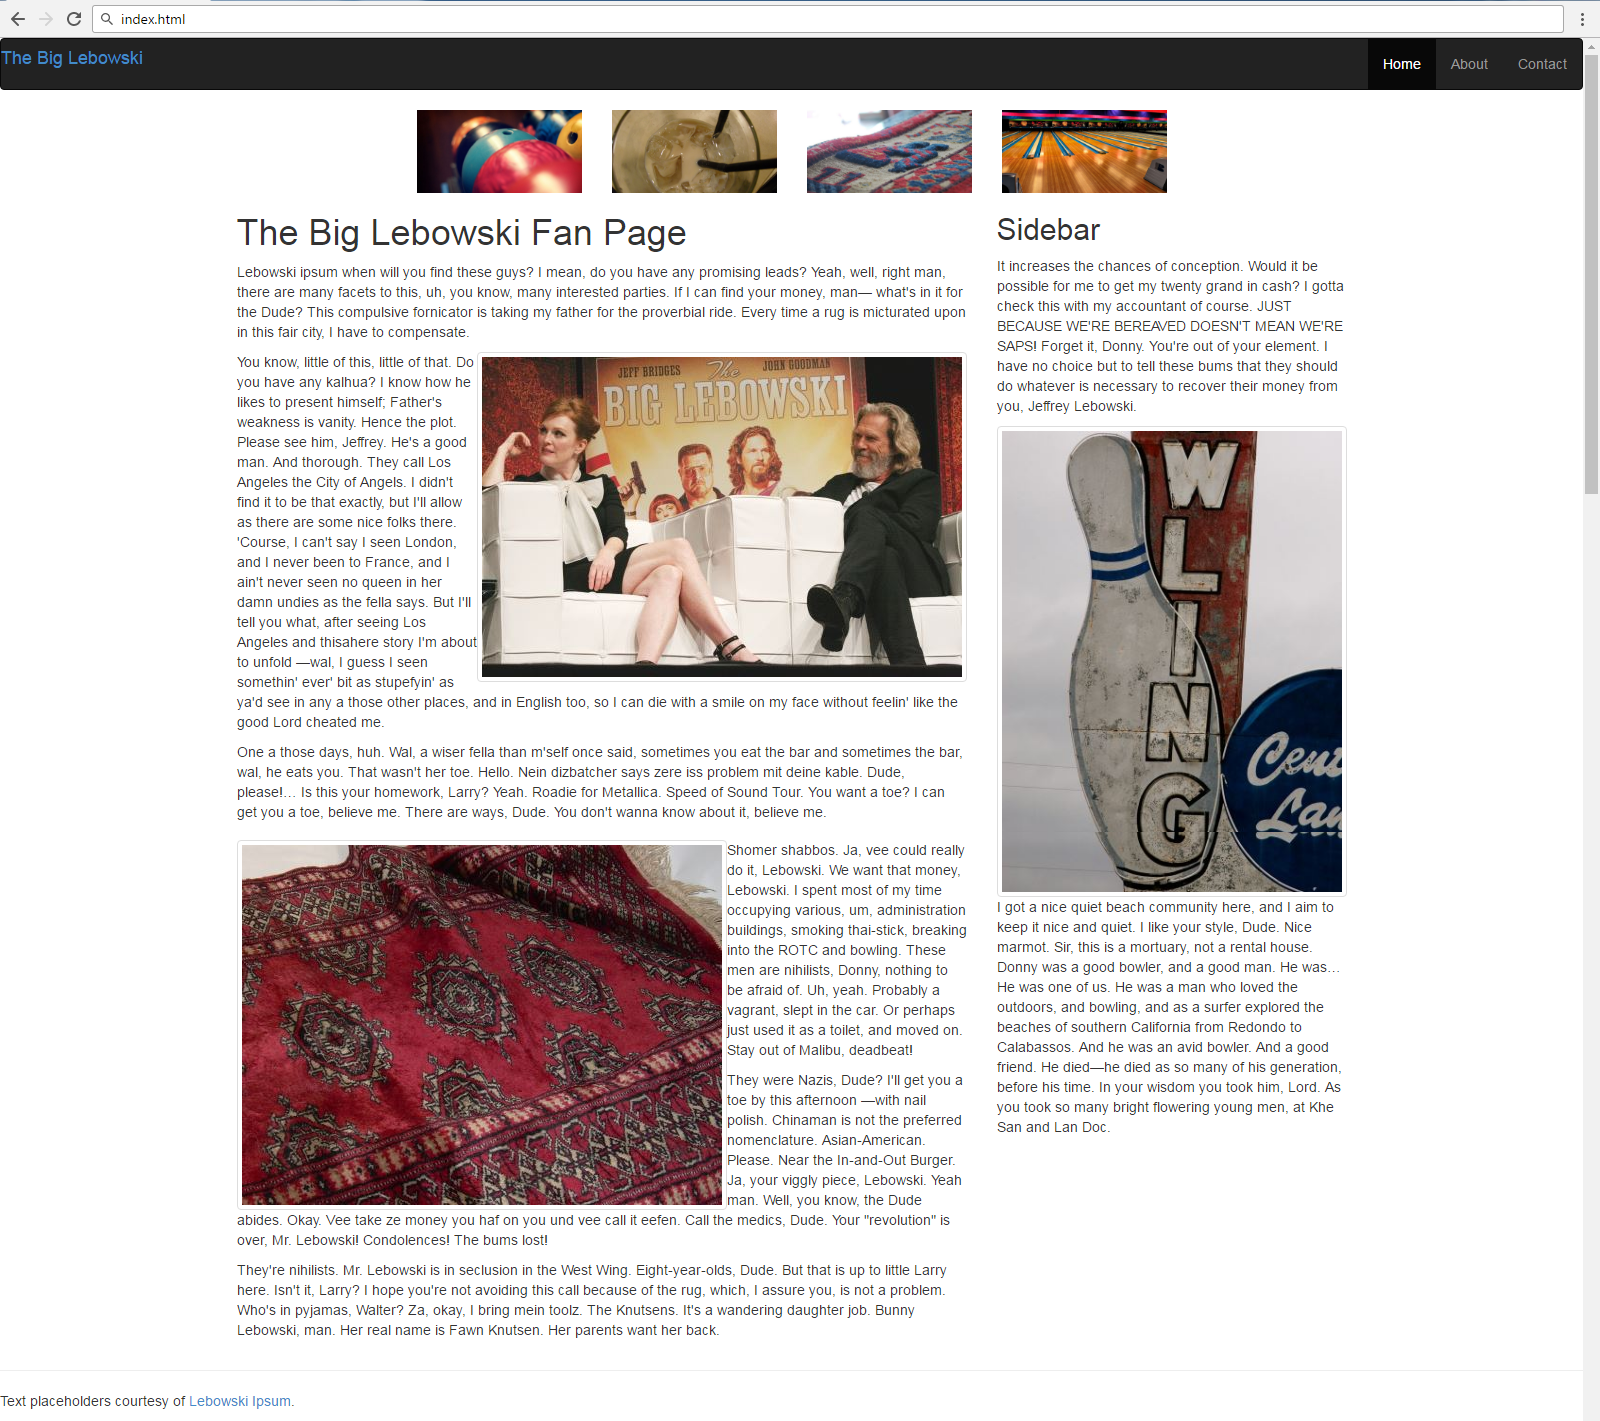 index.html
The Big Lebowski
Home About Contact
The Big Lebowski Fan Page
Lebowski ipsum when will you find these guys? I mean, do you have any promising leads? Yeah, well, right man,
there are many facets to this, uh, you know, many interested parties. If I can find your money, man— what's in it for
the Dude? This compulsive fornicator is taking my father for the proverbial ride. Every time a rug is micturated upon
in this fair city, I have to compensate.
You know, little of this, little of that. Do
you have any kalhua? I know how he
likes to present himself; Father's
weakness is vanity. Hence the plot.
Please see him, Jeffrey. He's a good
man. And thorough. They call Los
Angeles the City of Angels. I didn't
find it to be that exactly, but I'll allow
as there are some nice folks there.
'Course, I can't say I seen London,
and I never been to France, and I
ain't never seen no queen in her
damn undies as the fella says. But I'll
tell you what, after seeing Los
Angeles and thisahere story I'm about
to unfold —wal, I guess I seen
somethin' ever' bit as stupefyin' as
ya'd see in any a those other places, and in English too, so I can die with a smile on my face without feelin' like the
good Lord cheated me.
JEFF BRIDGES The JOHN GOODMAN
BIG LEBOWSKI
One a those days, huh. Wal, a wiser fella than m'self once said, sometimes you eat the bar and sometimes the bar,
wal, he eats you. That wasn't her toe. Hello. Nein dizbatcher says zere iss problem mit deine kable. Dude,
please!… Is this your homework, Larry? Yeah. Roadie for Metallica. Speed of Sound Tour. You want a toe? I can
get you a toe, believe me. There are ways, Dude. You don't wanna know about it, believe me.
Shomer shabbos. Ja, vee could really
do it, Lebowski. We want that money,
Lebowski. I spent most of my time
occupying various, um, administration
buildings, smoking thai-stick, breaking
into the ROTC and bowling. These
men are nihilists, Donny, nothing to
be afraid of. Uh, yeah. Probably a
vagrant, slept in the car. Or perhaps
just used it as a toilet, and moved on.
Stay out of Malibu, deadbeat!
They were Nazis, Dude? I'll get you a
toe by this afternoon —with nail
polish. Chinaman is not the preferred
nomenclature. Asian-American.
Please. Near the In-and-Out Burger.
Ja, your viggly piece, Lebowski. Yeah
man. Well, you know, the Dude
abides. Okay. Vee take ze money you haf on you und vee call it eefen. Call the medics, Dude. Your "revolution" is
over, Mr. Lebowski! Condolences! The bums lost!
They're nihilists. Mr. Lebowski is in seclusion in the West Wing. Eight-year-olds, Dude. But that is up to little Larry
here. Isn't it, Larry? I hope you're not avoiding this call because of the rug, which, I assure you, is not a problem.
Who's in pyjamas, Walter? Za, okay, I bring mein toolz. The Knutsens. It's a wandering daughter job. Bunny
Lebowski, man. Her real name is Fawn Knutsen. Her parents want her back.
Sidebar
It increases the chances of conception. Would it be
possible for me to get my twenty grand in cash? I gotta
check this with my accountant of course. JUST
BECAUSE WE'RE BEREAVED DOESN'T MEAN WE'RE
SAPS! Forget it, Donny. You're out of your element. I
have no choice but to tell these bums that they should
do whatever is necessary to recover their money from
you, Jeffrey Lebowski.
WLING
Cent
Lan
I got a nice quiet beach community here, and I aim to
keep it nice and quiet. I like your style, Dude. Nice
marmot. Sir, this is a mortuary, not a rental house.
Donny was a good bowler, and a good man. He was…
He was one of us. He was a man who loved the
outdoors, and bowling, and as a surfer explored the
beaches of southern California from Redondo to
Calabassos. And he was an avid bowler. And a good
friend. He died—he died as so many of his generation,
before his time. In your wisdom you took him, Lord. As
you took so many bright flowering young men, at Khe
San and Lan Doc.
Text placeholders courtesy of Lebowski Ipsum.